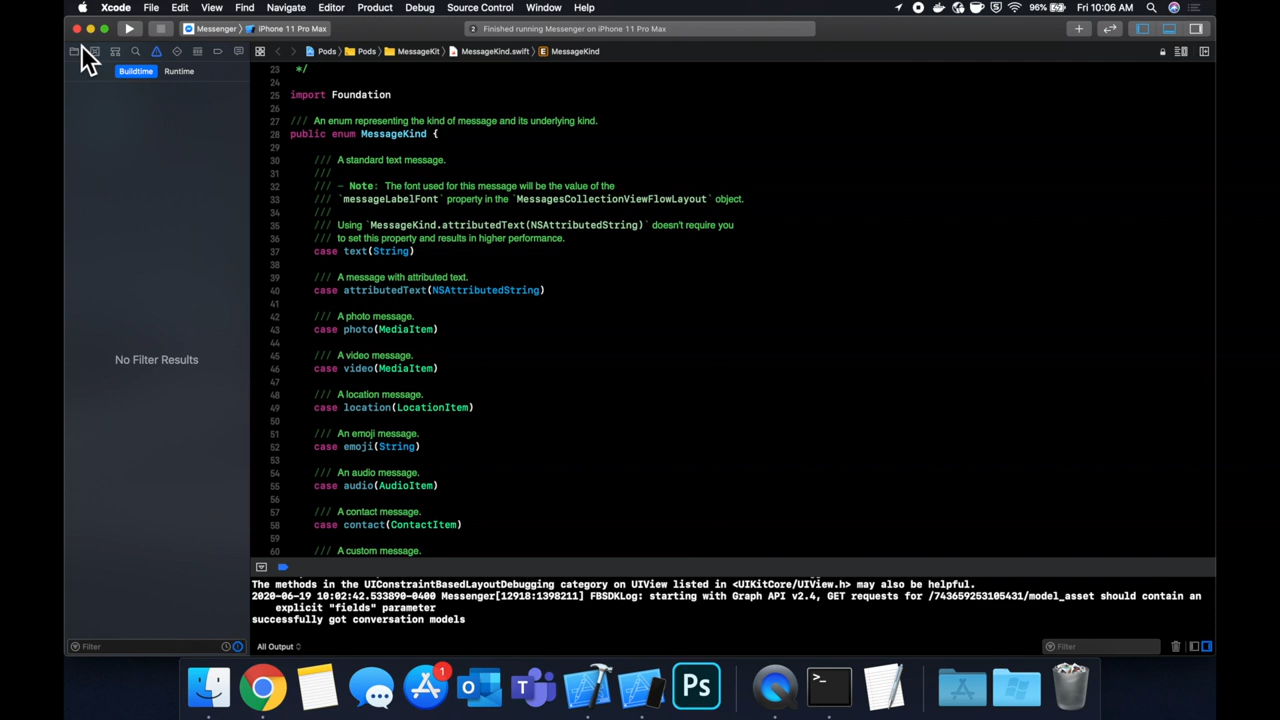 Xcode File Edit View Find Navigate Editor Product Debug Source Control Window Help 96% Fri 10:06 AM
Messenger iPhone 11 Pro Max 2 Finished running Messenger on iPhone 11 Pro Max
Pods Pods MessageKit MessageKind.swift E MessageKind
Buildtime Runtime
23 */
24
25 import Foundation
26
27 /// An enum representing the kind of message and its underlying kind.
28 public enum MessageKind {
29
30 /// A standard text message.
31 ///
32 /// – Note: The font used for this message will be the value of the
33 /// `messageLabelFont` property in the `MessagesCollectionViewFlowLayout` object.
34 ///
35 /// Using `MessageKind.attributedText(NSAttributedString)` doesn't require you
36 /// to set this property and results in higher performance.
37 case text(String)
38
39 /// A message with attributed text.
40 case attributedText(NSAttributedString)
41
42 /// A photo message.
43 case photo(MediaItem)
44
45 /// A video message.
46 case video(MediaItem)
47
48 /// A location message.
49 case location(LocationItem)
50
51 /// An emoji message.
52 case emoji(String)
53
54 /// An audio message.
55 case audio(AudioItem)
56
57 /// A contact message.
58 case contact(ContactItem)
59
60 /// A custom message.
No Filter Results
The methods in the UIConstraintBasedLayoutDebugging category on UIView listed in <UIKitCore/UIView.h> may also be helpful.
2020-06-19 10:02:42.533890-0400 Messenger[12918:1398211] FBSDKLog: starting with Graph API v2.4, GET requests for /743659253105431/model_asset should contain an
explicit "fields" parameter
successfully got conversation models
Filter All Output Filter
1 Ps >_